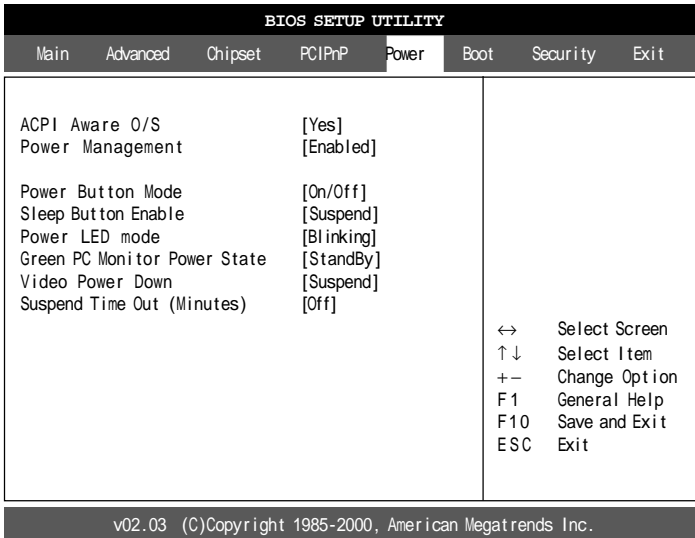 BIOS SETUP UTILITY
Main Advanced Chipset PCIPnP Power Boot Security Exit
ACPI Aware O/S [Yes]
Power Management [Enabled]
Power Button Mode [On/Off]
Sleep Button Enable [Suspend]
Power LED mode [Blinking]
Green PC Monitor Power State [StandBy]
Video Power Down [Suspend]
Suspend Time Out (Minutes) [Off]
↔ Select Screen
↑↓ Select Item
+− Change Option
F1 General Help
F10 Save and Exit
ESC Exit
v02.03 (C)Copyright 1985-2000, American Megatrends Inc.